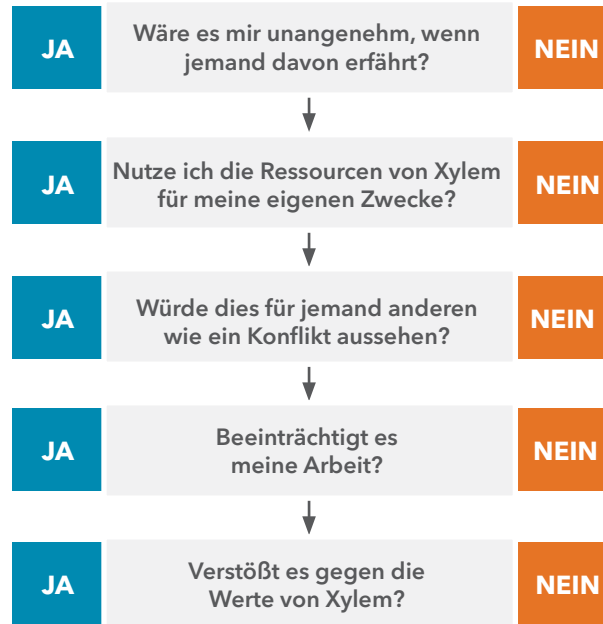 JA
Wäre es mir unangenehm, wenn
jemand davon erfährt?
NEIN
JA
Nutze ich die Ressourcen von Xylem
für meine eigenen Zwecke?
NEIN
JA
Würde dies für jemand anderen
wie ein Konflikt aussehen?
NEIN
JA
Beeinträchtigt es
meine Arbeit?
NEIN
JA
Verstößt es gegen die
Werte von Xylem?
NEIN